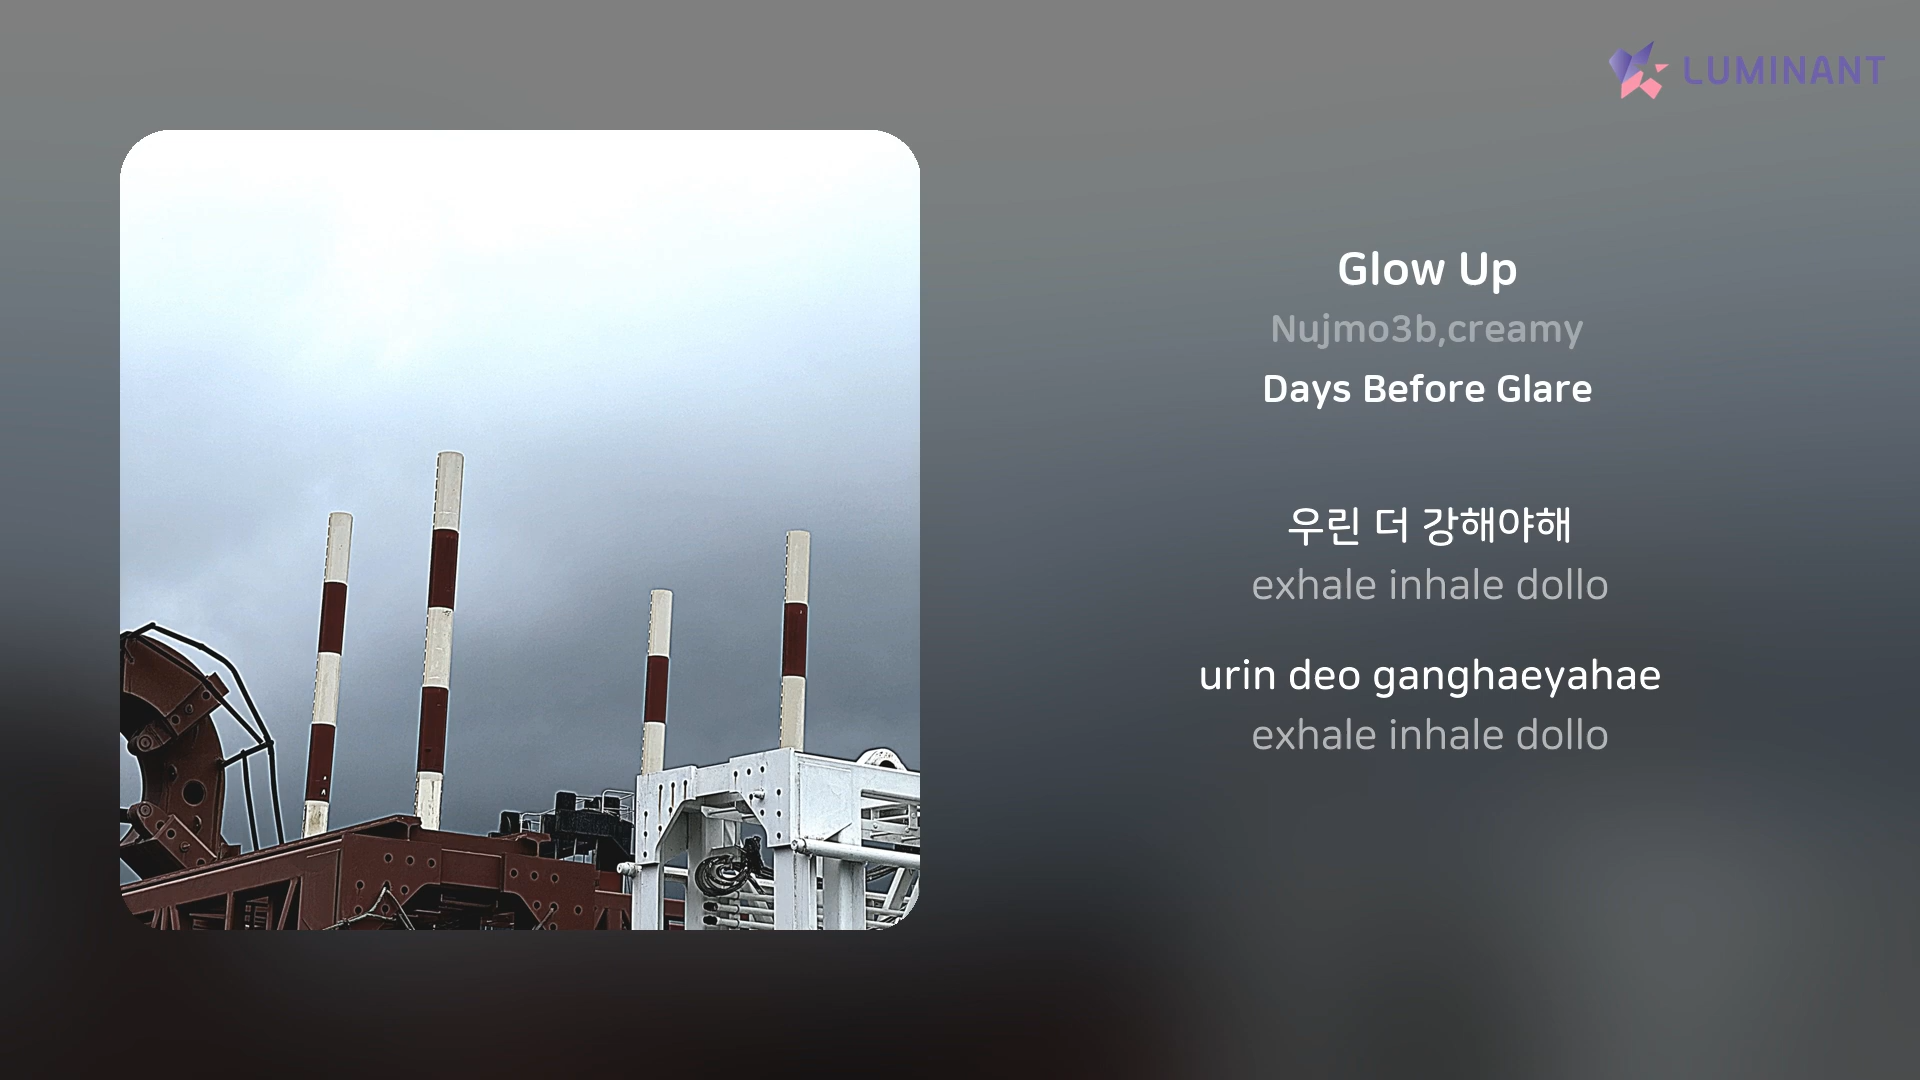 LUMINANT
Glow Up
Nujmo3b,creamy
Days Before Glare
우린 더 강해야해
exhale inhale dollo
urin deo ganghaeyahae
exhale inhale dollo